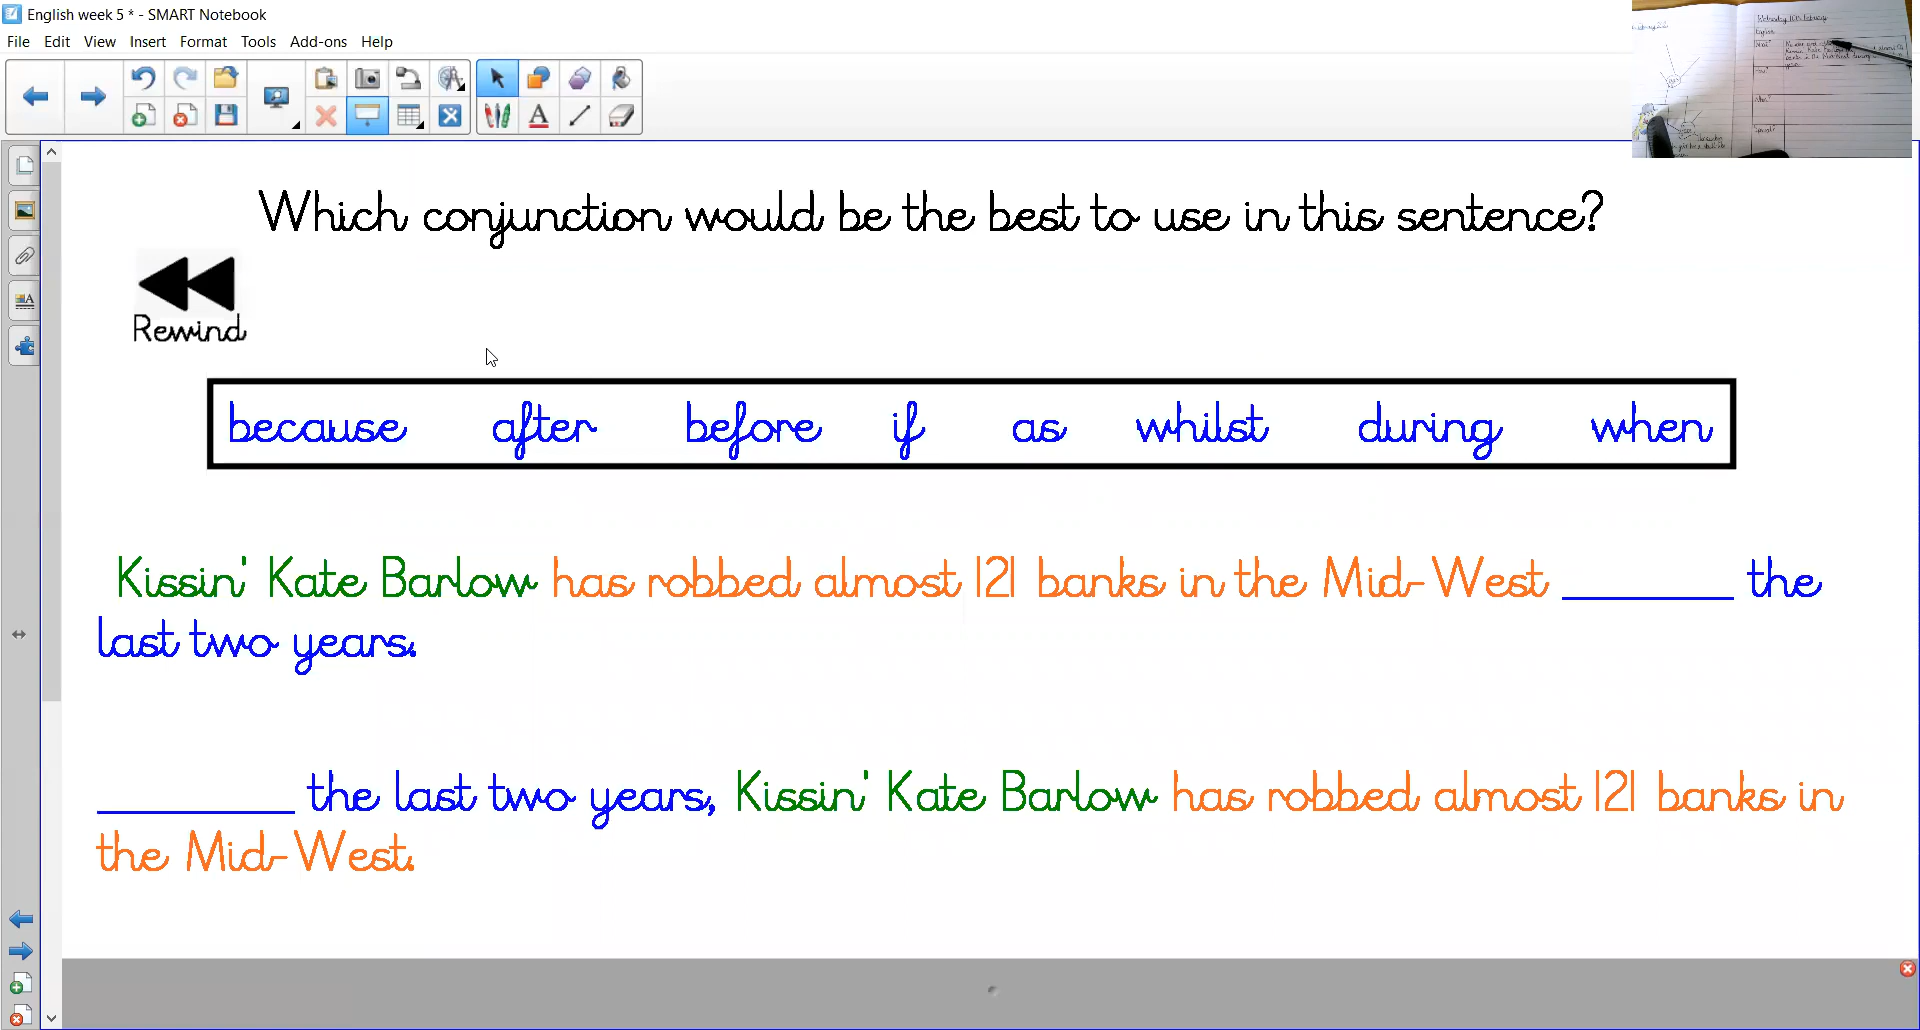 English week 5 * - SMART Notebook
File Edit View Insert Format Tools Add-ons Help
Which conjunction would be the best to use in this sentence?
Rewind
because after before if as whilst during when
Kissin' Kate Barlow has robbed almost 121 banks in the Mid-West ________ the
last two years.
________ the last two years, Kissin' Kate Barlow has robbed almost 121 banks in
the Mid-West.